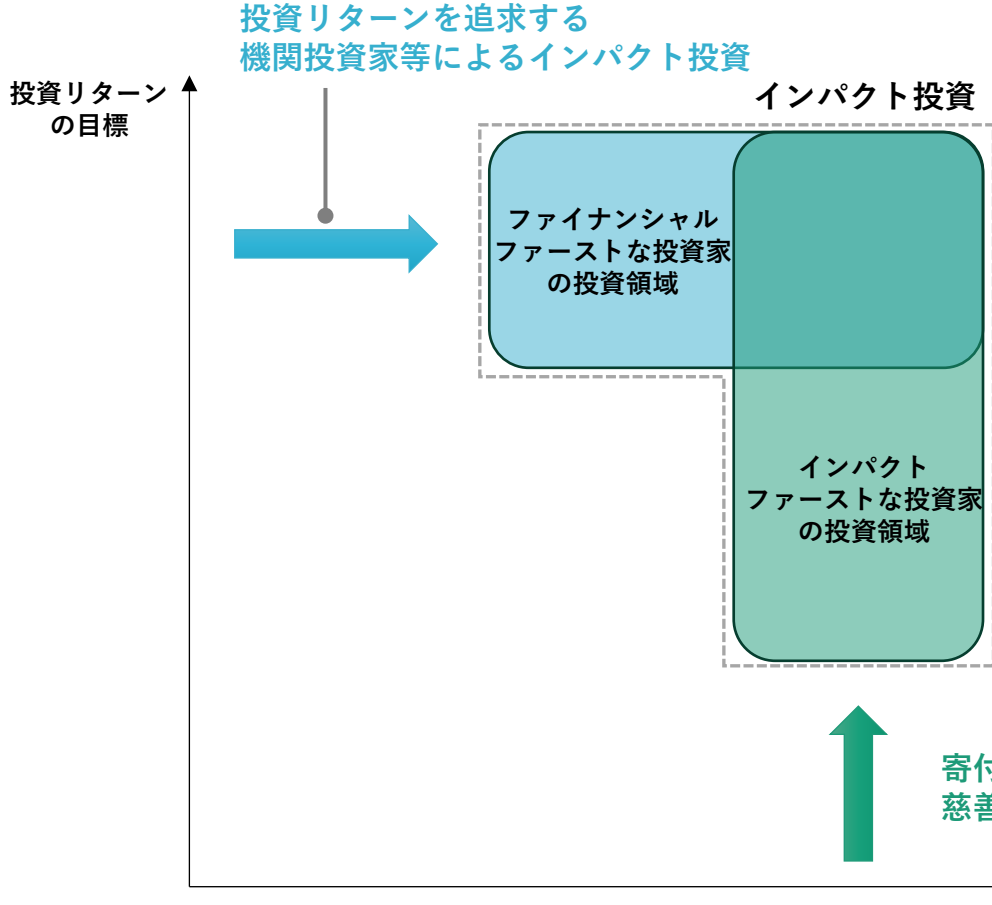 投資リターンを追求する
機関投資家等によるインパクト投資
投資リターン
の目標
インパクト投資
ファイナンシャル
ファーストな投資家
の投資領域
インパクト
ファーストな投資家
の投資領域
寄付
慈善